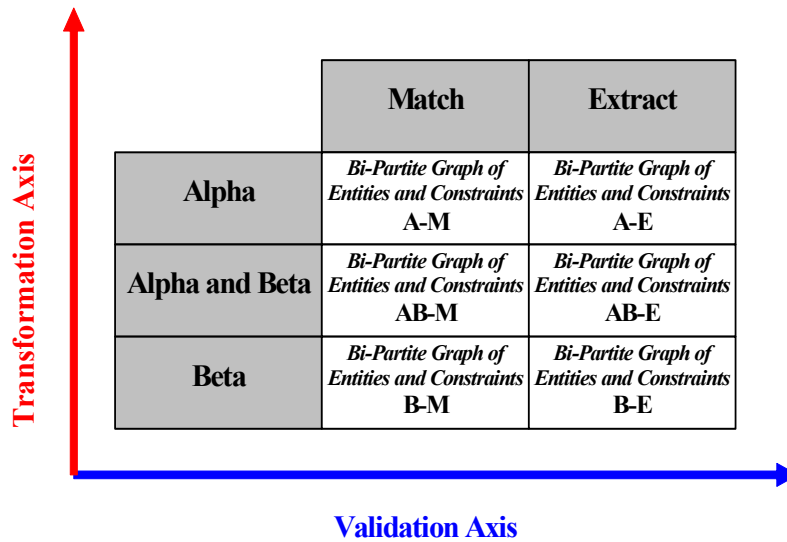 Match
Extract
Transformation Axis
Alpha
Bi-Partite Graph of
Entities and Constraints
A-M
Bi-Partite Graph of
Entities and Constraints
A-E
Alpha and Beta
Bi-Partite Graph of
Entities and Constraints
AB-M
Bi-Partite Graph of
Entities and Constraints
AB-E
Beta
Bi-Partite Graph of
Entities and Constraints
B-M
Bi-Partite Graph of
Entities and Constraints
B-E
Validation Axis